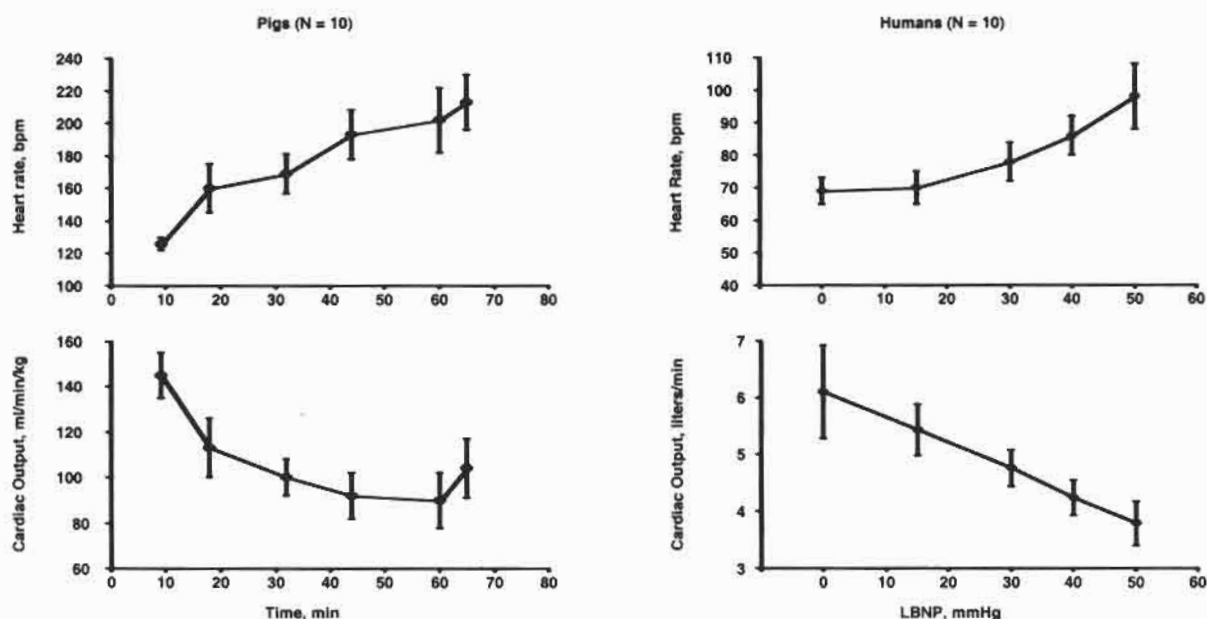 Pigs (N = 10)
Heart rate, bpm
240
220
200
180
160
140
120
100
0 10 20 30 40 50 60 70 80
Humans (N = 10)
Heart Rate, bpm
110
100
90
80
70
60
50
40
0 10 20 30 40 50 60
Cardiac Output, ml/min/kg
160
140
120
100
80
60
0 10 20 30 40 50 60 70 80
Time, min
Cardiac Output, liters/min
7
6
5
4
3
0 10 20 30 40 50 60
LBNP, mmHg